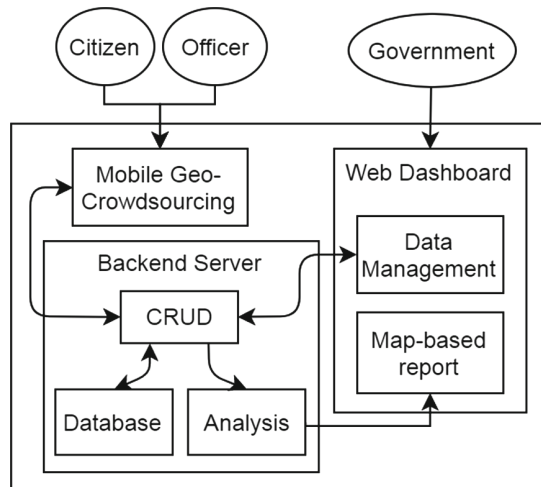 Citizen
Officer
Government
Mobile Geo-
Crowdsourcing
Web Dashboard
Data
Management
Backend Server
CRUD
Map-based
report
Database
Analysis